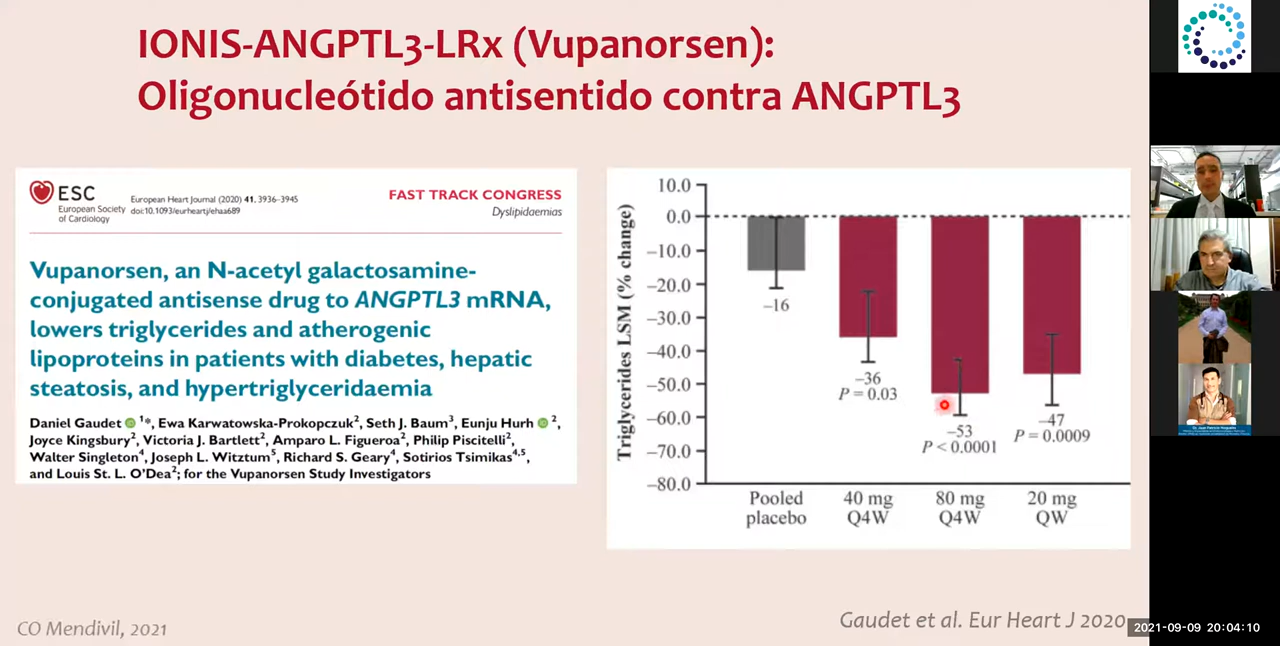 IONIS-ANGPTL3-LRx (Vupanorsen):
Oligonucleótido antisentido contra ANGPTL3
ESC
European Society
of Cardiology
European Heart Journal (2020) 41, 3936–3945
doi:10.1093/eurheartj/ehaa689
FAST TRACK CONGRESS
Dyslipidaemias
Vupanorsen, an N-acetyl galactosamine-
conjugated antisense drug to ANGPTL3 mRNA,
lowers triglycerides and atherogenic
lipoproteins in patients with diabetes, hepatic
steatosis, and hypertriglyceridaemia
Daniel Gaudet 1*, Ewa Karwatowska-Prokopczuk2, Seth J. Baum3, Eunju Hurh 2,
Joyce Kingsbury2, Victoria J. Bartlett2, Amparo L. Figueroa2, Philip Piscitelli2,
Walter Singleton4, Joseph L. Witztum5, Richard S. Geary4, Sotirios Tsimikas4,5,
and Louis St. L. O'Dea2; for the Vupanorsen Study Investigators
Triglycerides LSM (% change)
10.0
0.0
−10.0
−20.0
−30.0
−40.0
−50.0
−60.0
−70.0
−80.0
−16
−36
P = 0.03
−53
P < 0.0001
−47
P = 0.0009
Pooled
placebo
40 mg
Q4W
80 mg
Q4W
20 mg
QW
CO Mendivil, 2021
Gaudet et al. Eur Heart J 2020
2021-09-09 20:04:10